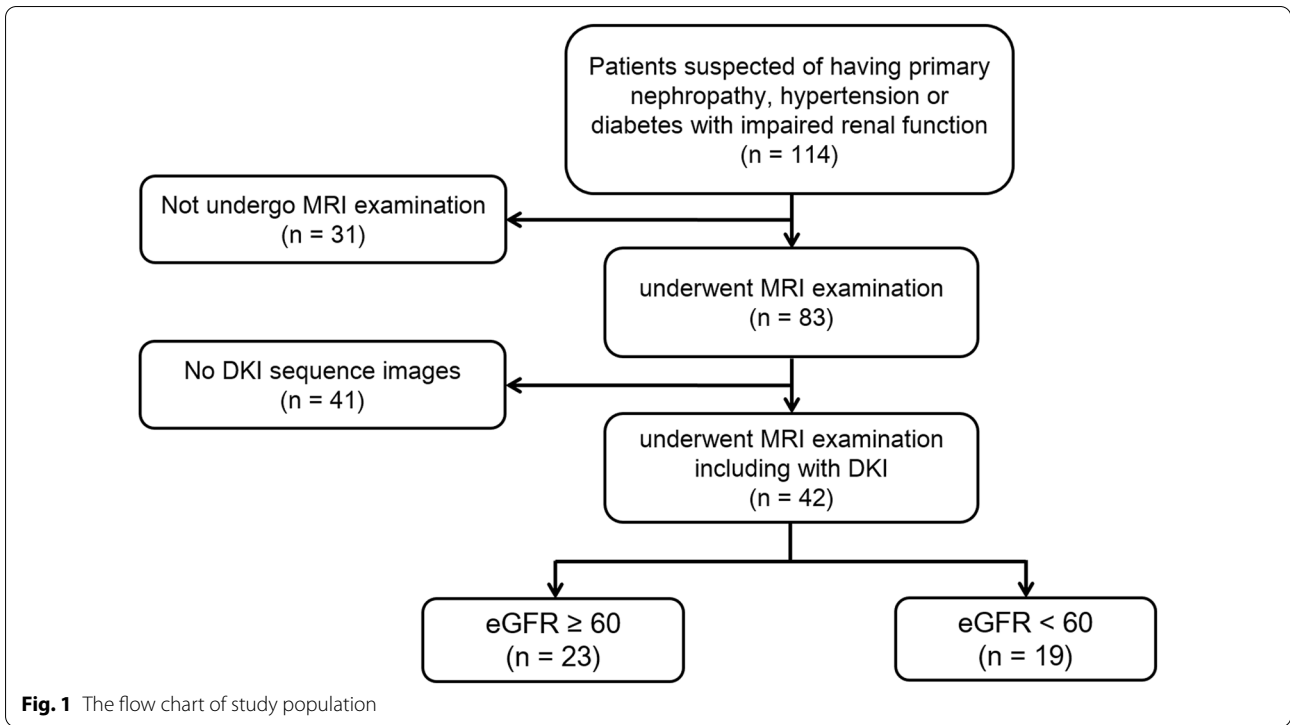 Patients suspected of having primary
nephropathy, hypertension or
diabetes with impaired renal function
(n = 114)
Not undergo MRI examination
(n = 31)
underwent MRI examination
(n = 83)
No DKI sequence images
(n = 41)
underwent MRI examination
including with DKI
(n = 42)
eGFR ≥ 60
(n = 23)
eGFR < 60
(n = 19)
Fig. 1 The flow chart of study population